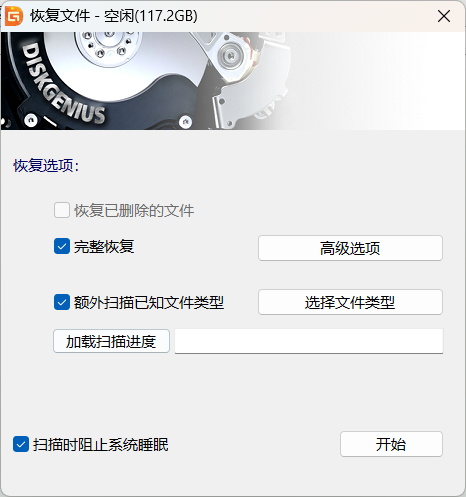 恢复文件 - 空闲(117.2GB)
DISKGENIUS
恢复选项：
恢复已删除的文件
完整恢复
高级选项
额外扫描已知文件类型
选择文件类型
加载扫描进度
扫描时阻止系统睡眠
开始